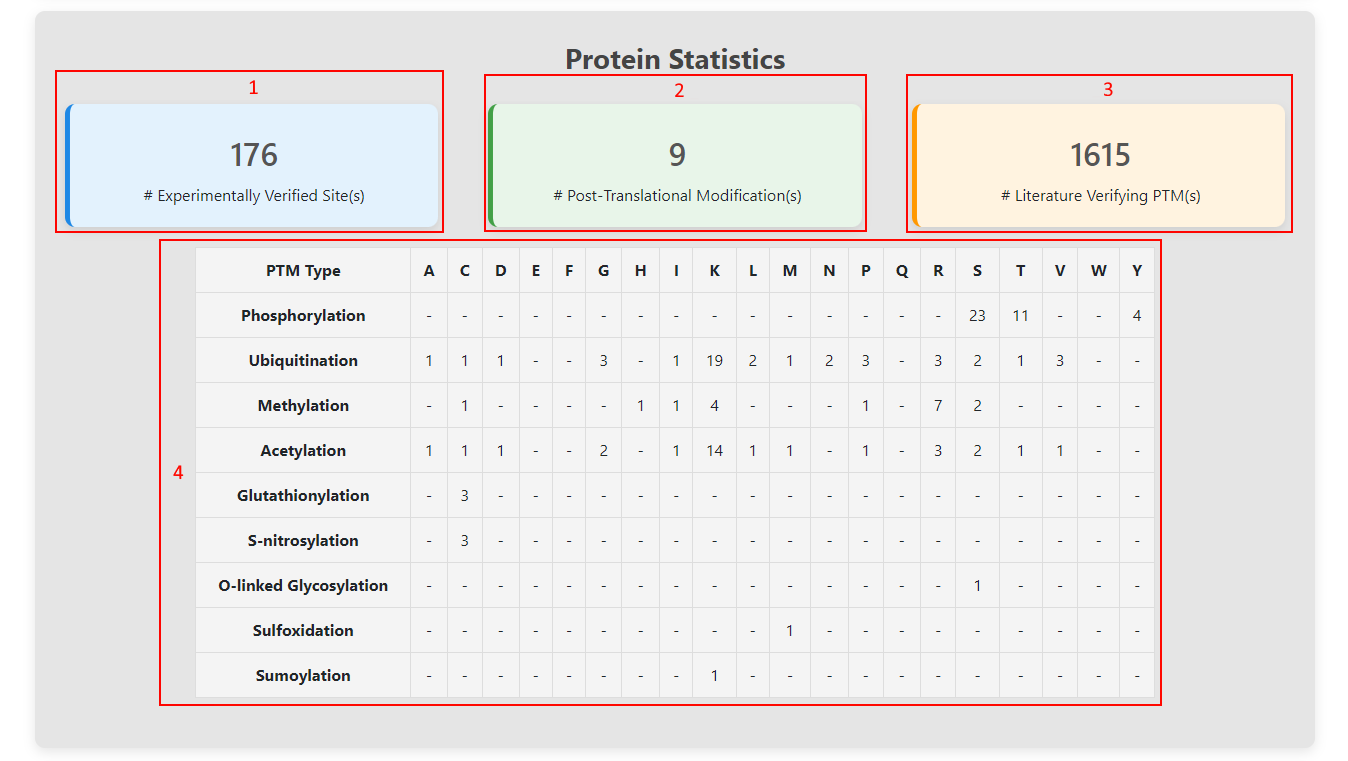 Protein Statistics
1
2
3
176
9
1615
# Experimentally Verified Site(s)
# Post-Translational Modification(s)
# Literature Verifying PTM(s)
PTM Type A C D E F G H I K L M N P Q R S T V W Y
Phosphorylation - - - - - - - - - - - - - - - 23 11 - - 4
Ubiquitination 1 1 1 - - 3 - 1 19 2 1 2 3 - 3 2 1 3 - -
Methylation - 1 - - - - 1 1 4 - - - 1 - 7 2 - - - -
4
Acetylation 1 1 1 - - 2 - 1 14 1 1 - 1 - 3 2 1 1 - -
Glutathionylation - 3 - - - - - - - - - - - - - - - - - -
S-nitrosylation - 3 - - - - - - - - - - - - - - - - - -
O-linked Glycosylation - - - - - - - - - - - - - - - 1 - - - -
Sulfoxidation - - - - - - - - - - 1 - - - - - - - - -
Sumoylation - - - - - - - - 1 - - - - - - - - - - -